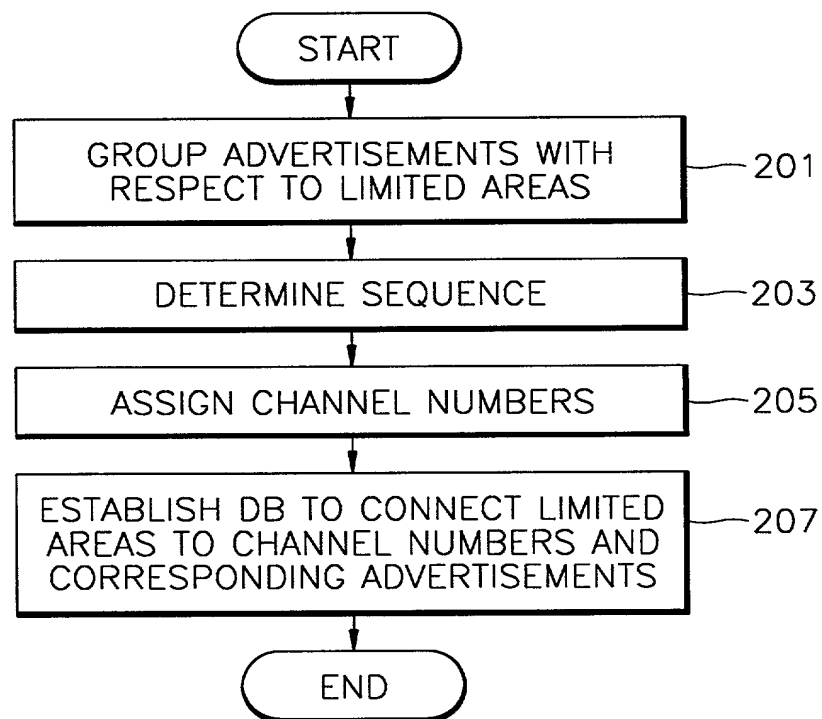 START
GROUP ADVERTISEMENTS WITH
RESPECT TO LIMITED AREAS
201
DETERMINE SEQUENCE
203
ASSIGN CHANNEL NUMBERS
205
ESTABLISH DB TO CONNECT LIMITED
AREAS TO CHANNEL NUMBERS AND
CORRESPONDING ADVERTISEMENTS
207
END